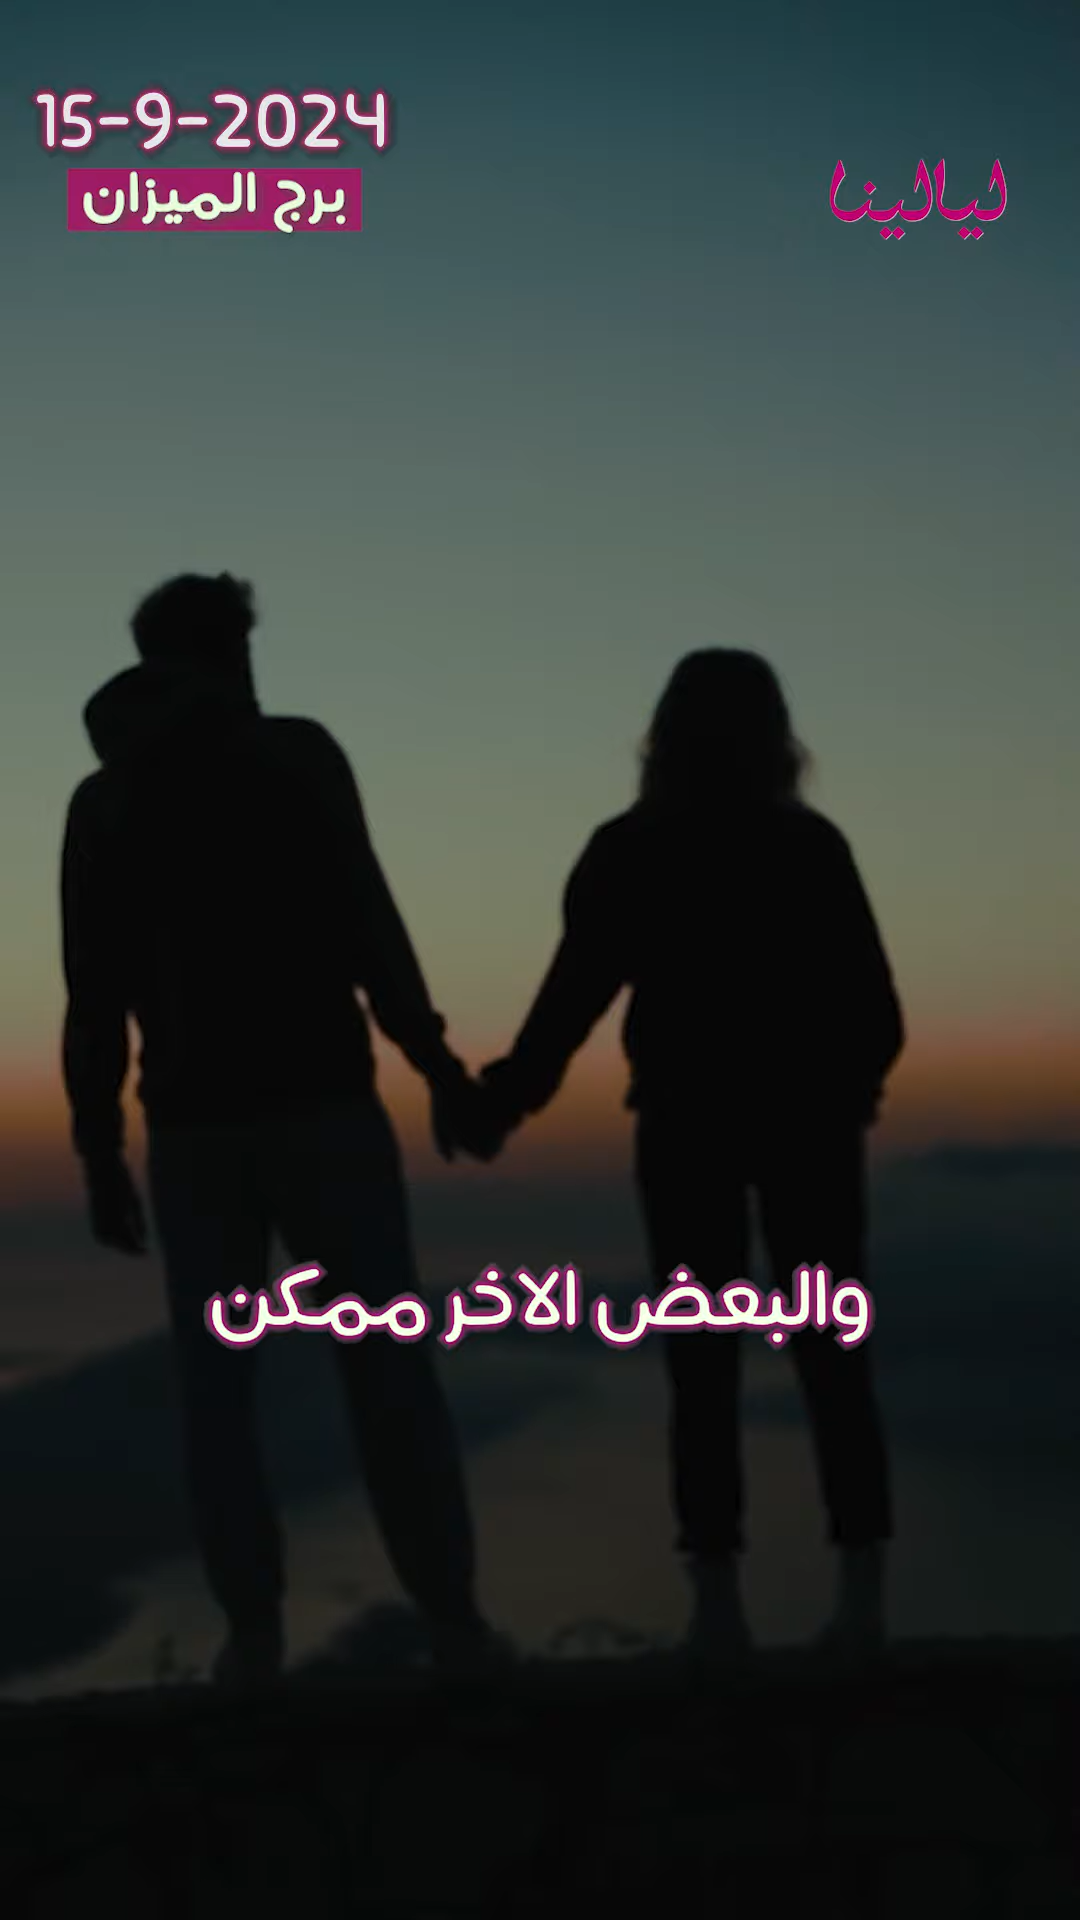 15-9-2024
برج الميزان
ليالينا
والبعض الاخر ممكن